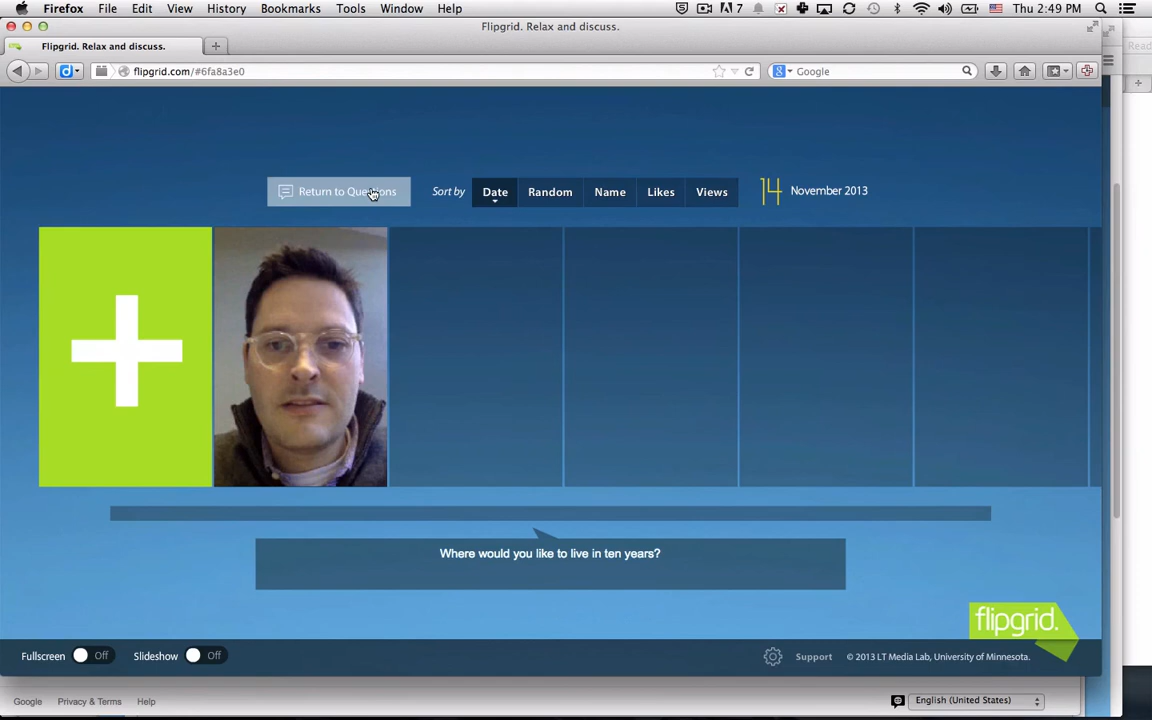 Firefox File Edit View History Bookmarks Tools Window Help 7 Thu 2:49 PM
Flipgrid. Relax and discuss.
Flipgrid. Relax and discuss.
Read
flipgrid.com/#6fa8a3e0 Google
Return to Questions Sort by Date Random Name Likes Views 14 November 2013
Where would you like to live in ten years?
flipgrid.
Fullscreen Off Slideshow Off Support © 2013 LT Media Lab, University of Minnesota.
Google Privacy & Terms Help English (United States)